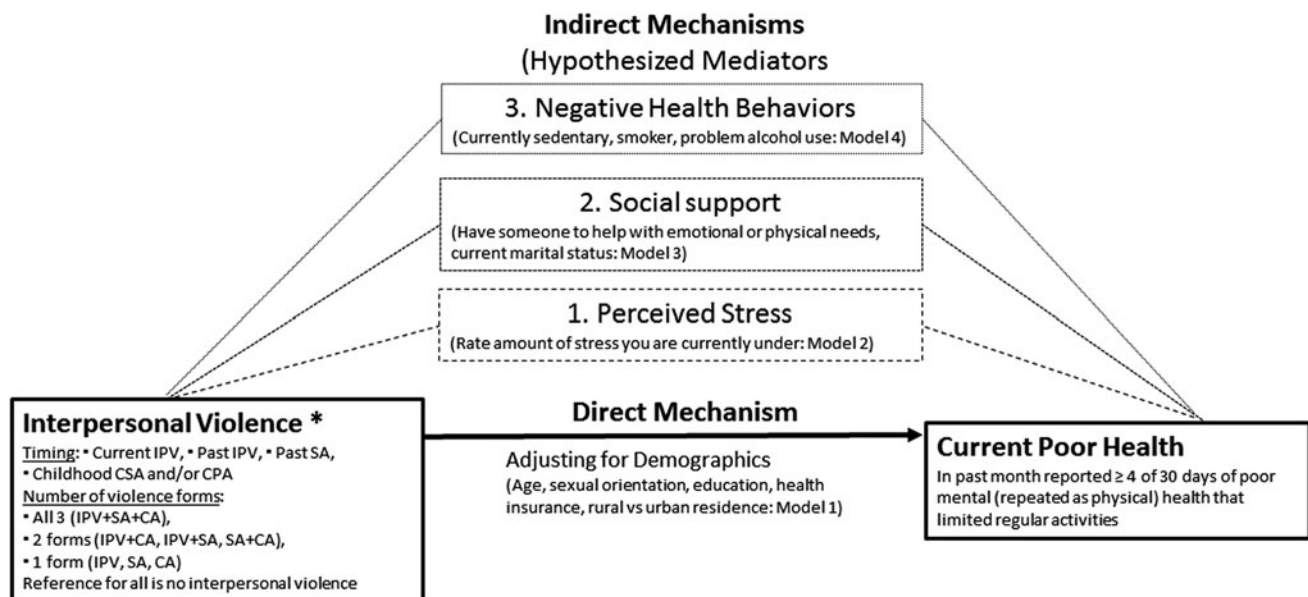 Indirect Mechanisms
(Hypothesized Mediators
3. Negative Health Behaviors
(Currently sedentary, smoker, problem alcohol use: Model 4)
2. Social support
(Have someone to help with emotional or physical needs,
current marital status: Model 3)
1. Perceived Stress
(Rate amount of stress you are currently under: Model 2)
Interpersonal Violence *
Timing: ▪ Current IPV, ▪ Past IPV, ▪ Past SA,
▪ Childhood CSA and/or CPA
Number of violence forms:
▪ All 3 (IPV+SA+CA),
▪ 2 forms (IPV+CA, IPV+SA, SA+CA),
▪ 1 form (IPV, SA, CA)
Reference for all is no interpersonal violence
Direct Mechanism
Adjusting for Demographics
(Age, sexual orientation, education, health
insurance, rural vs urban residence: Model 1)
Current Poor Health
In past month reported ≥ 4 of 30 days of poor
mental (repeated as physical) health that
limited regular activities